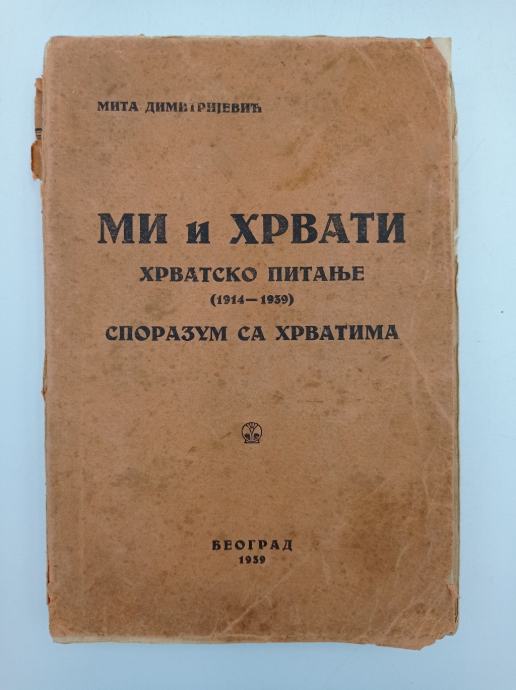 МИТА ДИМИТРИЈЕВИЋ
МИ и ХРВАТИ
ХРВАТСКО ПИТАЊЕ
(1914—1939)
СПОРАЗУМ СА ХРВАТИМА
БЕОГРАД
1939